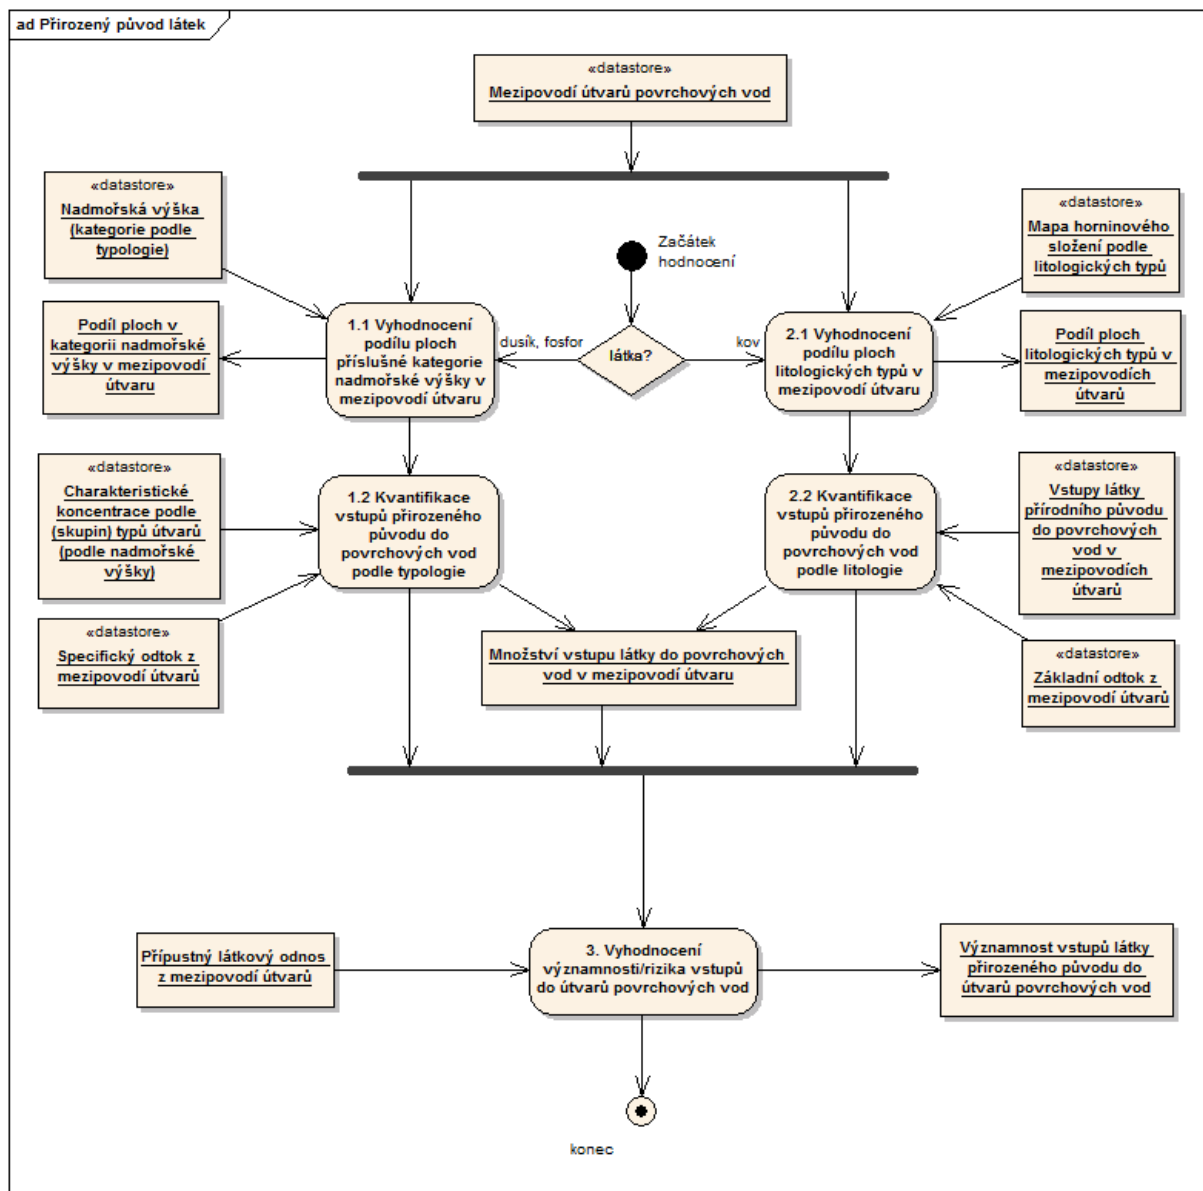 ad Přirozený původ látek
«datastore»
Mezipovodí útvarů povrchových vod
«datastore»
Nadmořská výška
(kategorie podle
typologie)
«datastore»
Mapa horninového
složení podle
litologických typů
Začátek
hodnocení
Podíl ploch v
kategorii nadmořské
výšky v mezipovodí
útvaru
1.1 Vyhodnocení
podílu ploch
příslušné kategorie
nadmořské výšky v
mezipovodí útvaru
dusík, fosfor
látka?
kov
2.1 Vyhodnocení
podílu ploch
litologických typů v
mezipovodí útvaru
Podíl ploch
litologických typů v
mezipovodích
útvarů
«datastore»
Charakteristické
koncentrace podle
(skupin) typů útvarů
(podle nadmořské
výšky)
1.2 Kvantifikace
vstupů přirozeného
původu do
povrchových vod
podle typologie
2.2 Kvantifikace
vstupů přirozeného
původu do
povrchových vod
podle litologie
«datastore»
Vstupy látky
přírodního původu
do povrchových
vod v
mezipovodích
útvarů
«datastore»
Specifický odtok z
mezipovodí útvarů
Množství vstupu látky do povrchových
vod v mezipovodí útvaru
«datastore»
Základní odtok z
mezipovodí útvarů
Přípustný látkový odnos
z mezipovodí útvarů
3. Vyhodnocení
významnosti/rizika vstupů
do útvarů povrchových vod
Významnost vstupů látky
přirozeného původu do
útvarů povrchových vod
konec